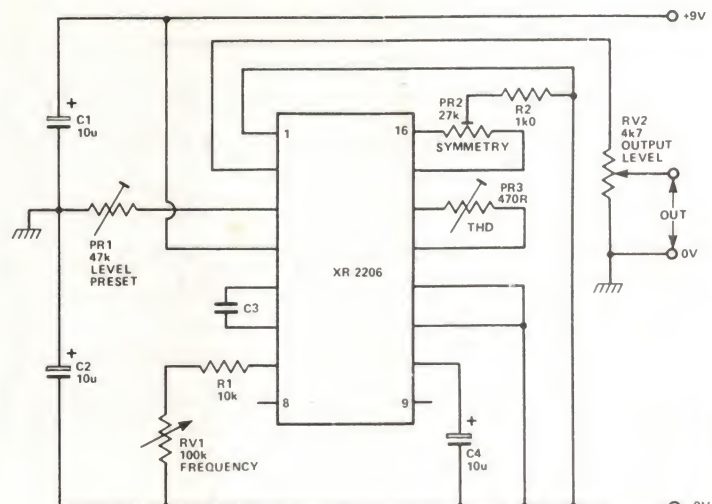 +9V
C1
10u
PR1
47k
LEVEL
PRESET
C2
10u
1
16
XR 2206
8
9
C3
R1
10k
RV1
100k
FREQUENCY
PR2
27k
SYMMETRY
R2
1k0
PR3
470R
THD
C4
10u
RV2
4k7
OUTPUT
LEVEL
OUT
0V